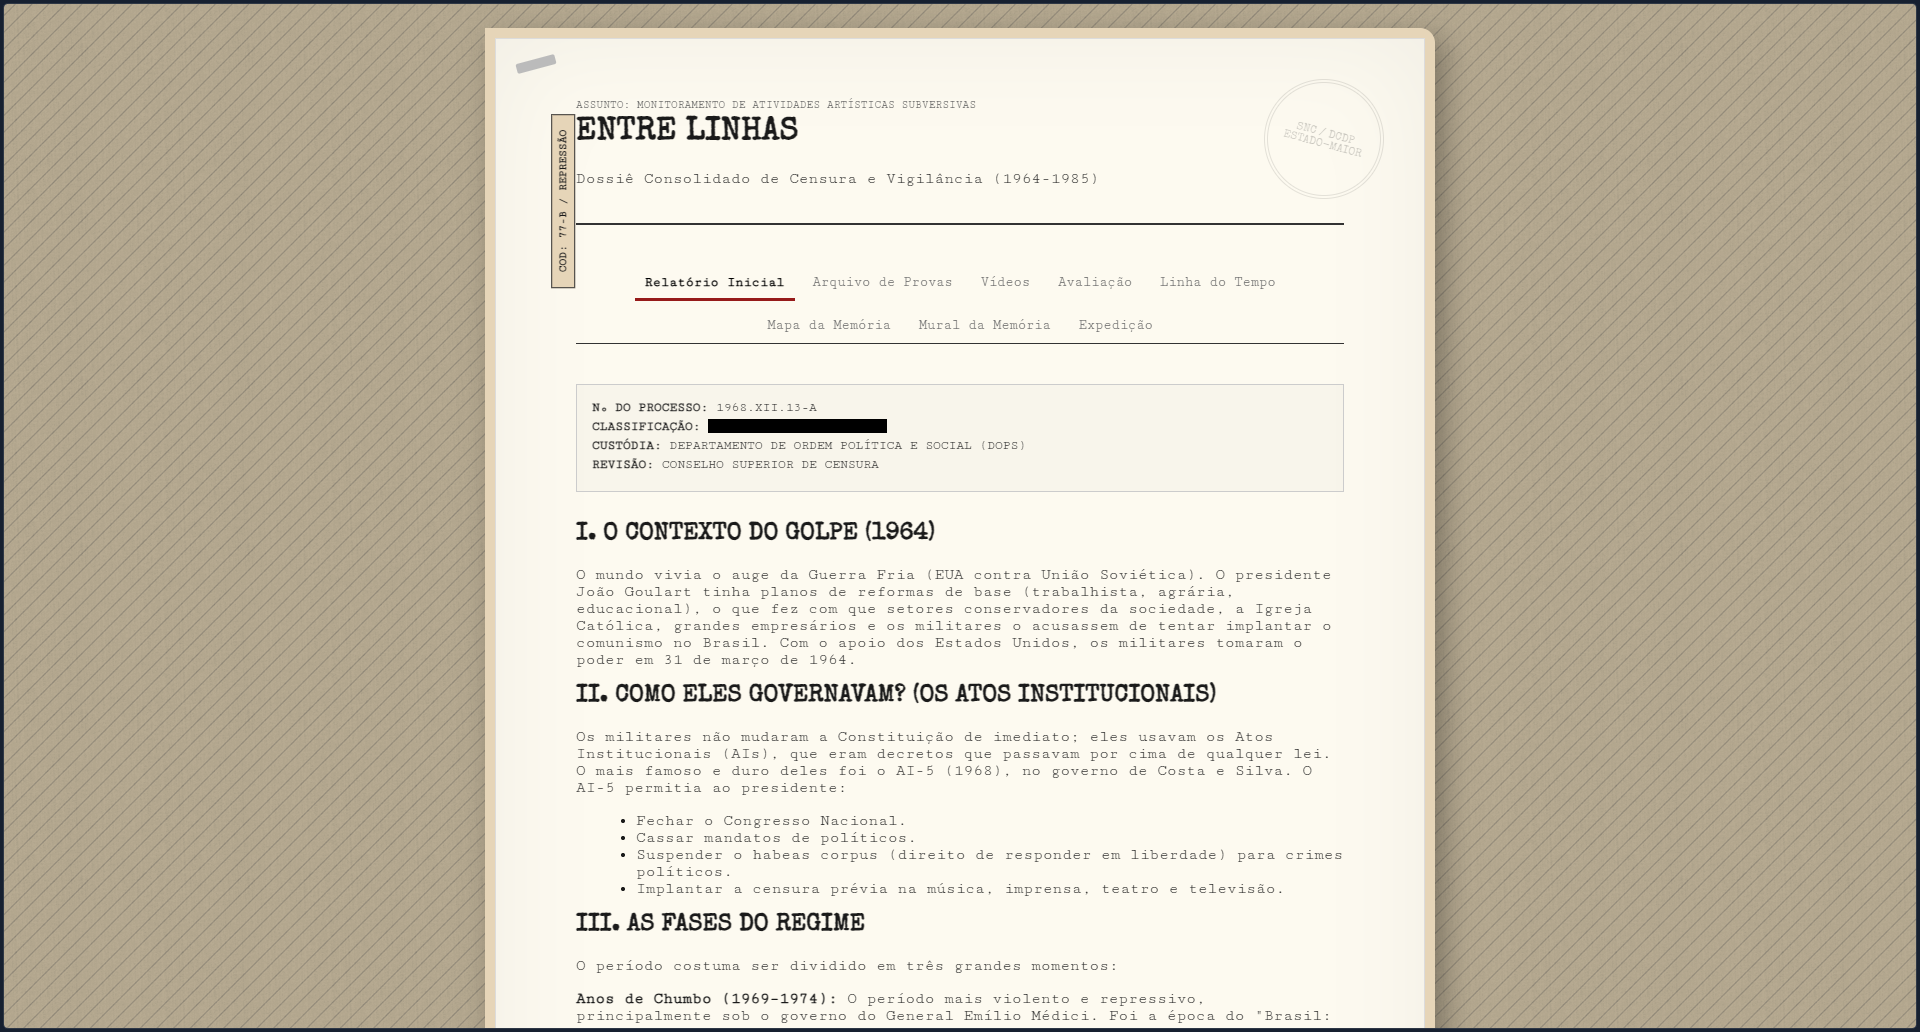 ASSUNTO: MONITORAMENTO DE ATIVIDADES ARTÍSTICAS SUBVERSIVAS
ENTRE LINHAS
SNC / DCDP
ESTADO-MAIOR
COD: 77-B / REPRESSÃO
Dossiê Consolidado de Censura e Vigilância (1964-1985)
Relatório Inicial Arquivo de Provas Vídeos Avaliação Linha do Tempo
Mapa da Memória Mural da Memória Expedição
Nº DO PROCESSO: 1968.XII.13-A
CLASSIFICAÇÃO:
CUSTÓDIA: DEPARTAMENTO DE ORDEM POLÍTICA E SOCIAL (DOPS)
REVISÃO: CONSELHO SUPERIOR DE CENSURA
I. O CONTEXTO DO GOLPE (1964)
O mundo vivia o auge da Guerra Fria (EUA contra União Soviética). O presidente
João Goulart tinha planos de reformas de base (trabalhista, agrária,
educacional), o que fez com que setores conservadores da sociedade, a Igreja
Católica, grandes empresários e os militares o acusassem de tentar implantar o
comunismo no Brasil. Com o apoio dos Estados Unidos, os militares tomaram o
poder em 31 de março de 1964.
II. COMO ELES GOVERNAVAM? (OS ATOS INSTITUCIONAIS)
Os militares não mudaram a Constituição de imediato; eles usavam os Atos
Institucionais (AIs), que eram decretos que passavam por cima de qualquer lei.
O mais famoso e duro deles foi o AI-5 (1968), no governo de Costa e Silva. O
AI-5 permitia ao presidente:
• Fechar o Congresso Nacional.
• Cassar mandatos de políticos.
• Suspender o habeas corpus (direito de responder em liberdade) para crimes
políticos.
• Implantar a censura prévia na música, imprensa, teatro e televisão.
III. AS FASES DO REGIME
O período costuma ser dividido em três grandes momentos:
Anos de Chumbo (1969-1974): O período mais violento e repressivo,
principalmente sob o governo do General Emílio Médici. Foi a época do "Brasil: